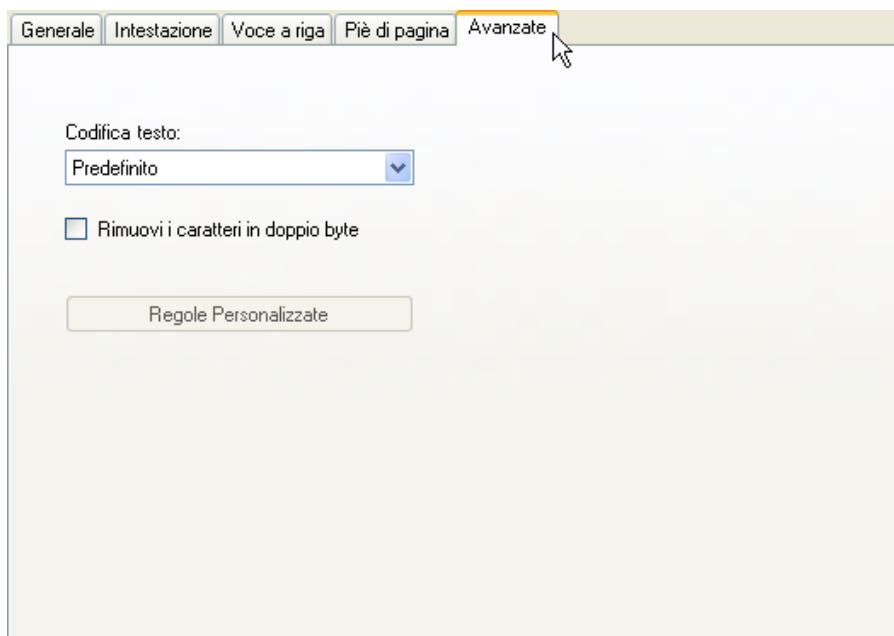 Generale Intestazione Voce a riga Piè di pagina Avanzate
Codifica testo:
Predefinito
Rimuovi i caratteri in doppio byte
Regole Personalizzate